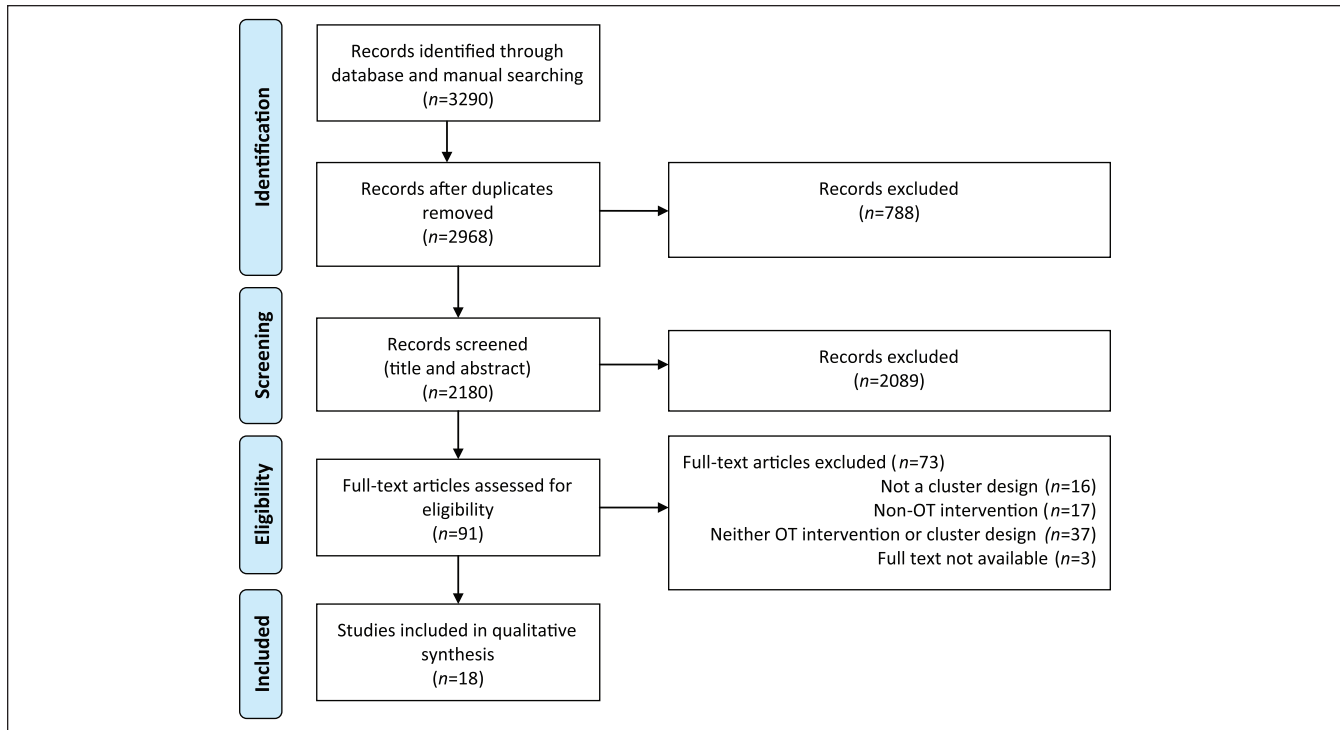 Identification
Records identified through
database and manual searching
(n=3290)
Records after duplicates
removed
(n=2968)
Records excluded
(n=788)
Screening
Records screened
(title and abstract)
(n=2180)
Records excluded
(n=2089)
Eligibility
Full-text articles assessed for
eligibility
(n=91)
Full-text articles excluded (n=73)
Not a cluster design (n=16)
Non-OT intervention (n=17)
Neither OT intervention or cluster design (n=37)
Full text not available (n=3)
Included
Studies included in qualitative
synthesis
(n=18)